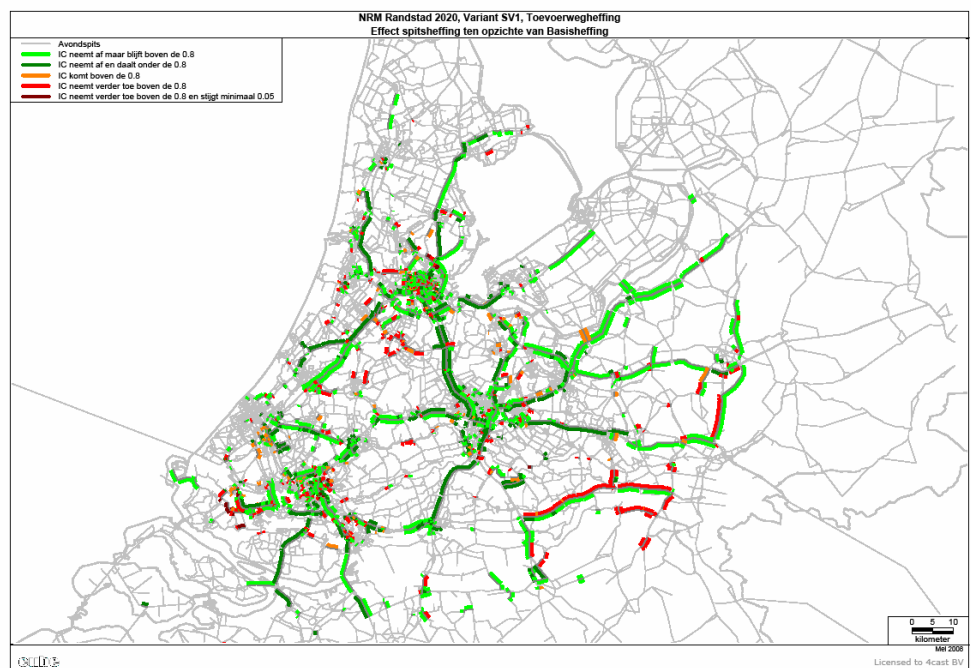 NRM Randstad 2020, Variant SV1, Toevoerwegheffing
Effect spitsheffing ten opzichte van Basisheffing
Avondspits
IC neemt af maar blijft boven de 0.8
IC neemt af en daalt onder de 0.8
IC komt boven de 0.8
IC neemt verder toe boven de 0.8
IC neemt verder toe boven de 0.8 en stijgt minimaal 0.05
0 5 10
kilometer
Mei 2008
cube
Licensed to 4cast BV